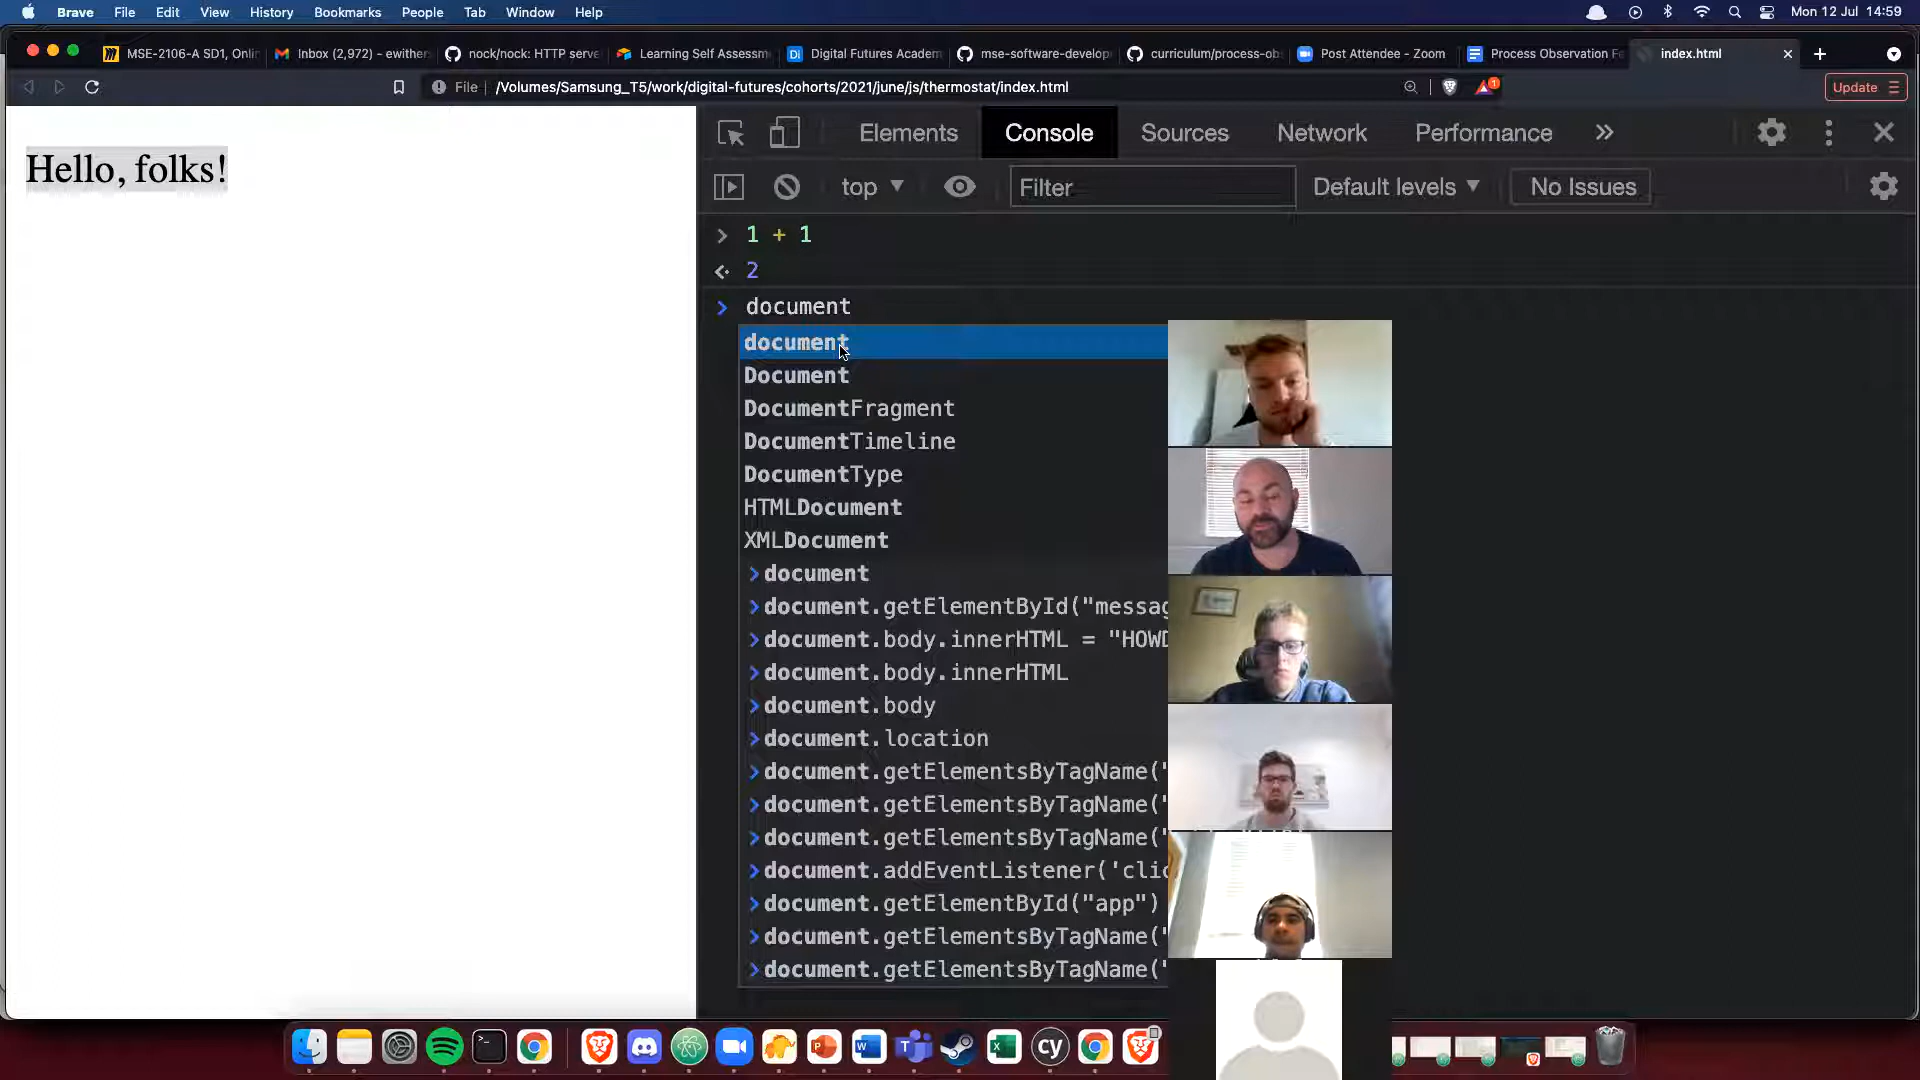 Brave File Edit View History Bookmarks People Tab Window Help Mon 12 Jul 14:59
MSE-2106-A SD1, Onli Inbox (2,972) – ewither nock/nock: HTTP serve Learning Self Assessm Digital Futures Academ mse-software-develop curriculum/process-ob Post Attendee - Zoom Process Observation Fe index.html
File /Volumes/Samsung_T5/work/digital-futures/cohorts/2021/june/js/thermostat/index.html Update
Hello, folks!
Elements Console Sources Network Performance
top Filter Default levels No Issues
1 + 1
2
document
document
Document
DocumentFragment
DocumentTimeline
DocumentType
HTMLDocument
XMLDocument
document
document.getElementById("messag
document.body.innerHTML = "HOWD
document.body.innerHTML
document.body
document.location
document.getElementsByTagName('
document.getElementsByTagName('
document.getElementsByTagName('
document.addEventListener('clic
document.getElementById("app")
document.getElementsByTagName('
document.getElementsByTagName('